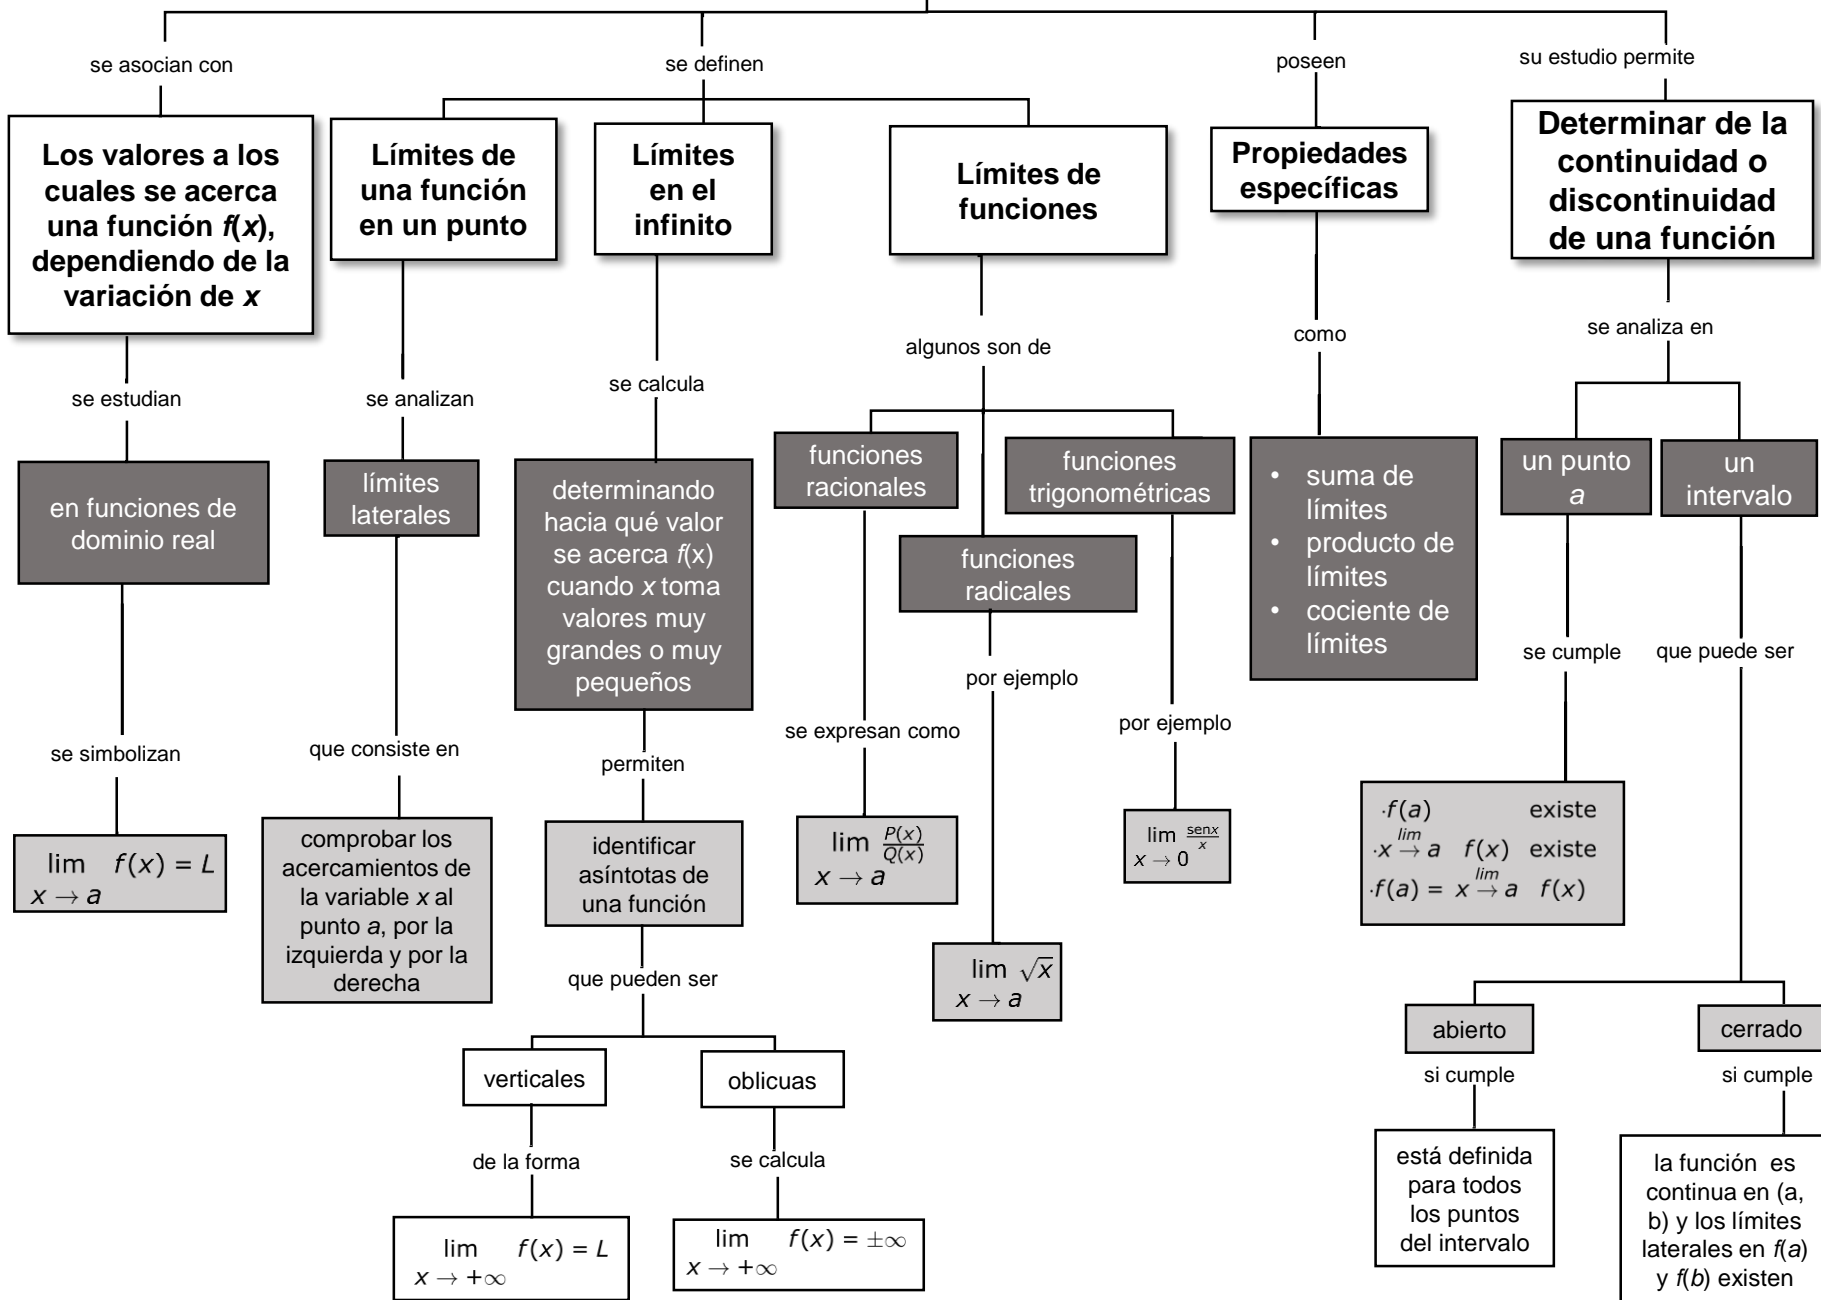 se asocian con
se definen
poseen
su estudio permite
Los valores a los
cuales se acerca
una función f(x),
dependiendo de la
variación de x
Límites de
una función
en un punto
Límites
en el
infinito
Límites de
funciones
Propiedades
específicas
Determinar de la
continuidad o
discontinuidad
de una función
se estudian
se analizan
se calcula
algunos son de
como
se analiza en
en funciones de
dominio real
límites
laterales
determinando
hacia qué valor
se acerca f(x)
cuando x toma
valores muy
grandes o muy
pequeños
funciones
racionales
funciones
trigonométricas
funciones
radicales
• suma de
límites
• producto de
límites
• cociente de
límites
un punto
a
un
intervalo
se simbolizan
que consiste en
permiten
se expresan como
por ejemplo
por ejemplo
se cumple
que puede ser
lim f(x) = L
x → a
comprobar los
acercamientos de
la variable x al
punto a, por la
izquierda y por la
derecha
identificar
asíntotas de
una función
lim P(x)/Q(x)
x → a
lim √x
x → a
lim senx/x
x → 0
·f(a) existe
·x lim→ a f(x) existe
·f(a) = x lim→ a f(x)
que pueden ser
verticales
oblicuas
de la forma
se calcula
lim f(x) = L
x → +∞
lim f(x) = ±∞
x → +∞
abierto
cerrado
si cumple
si cumple
está definida
para todos
los puntos
del intervalo
la función es
continua en (a,
b) y los límites
laterales en f(a)
y f(b) existen